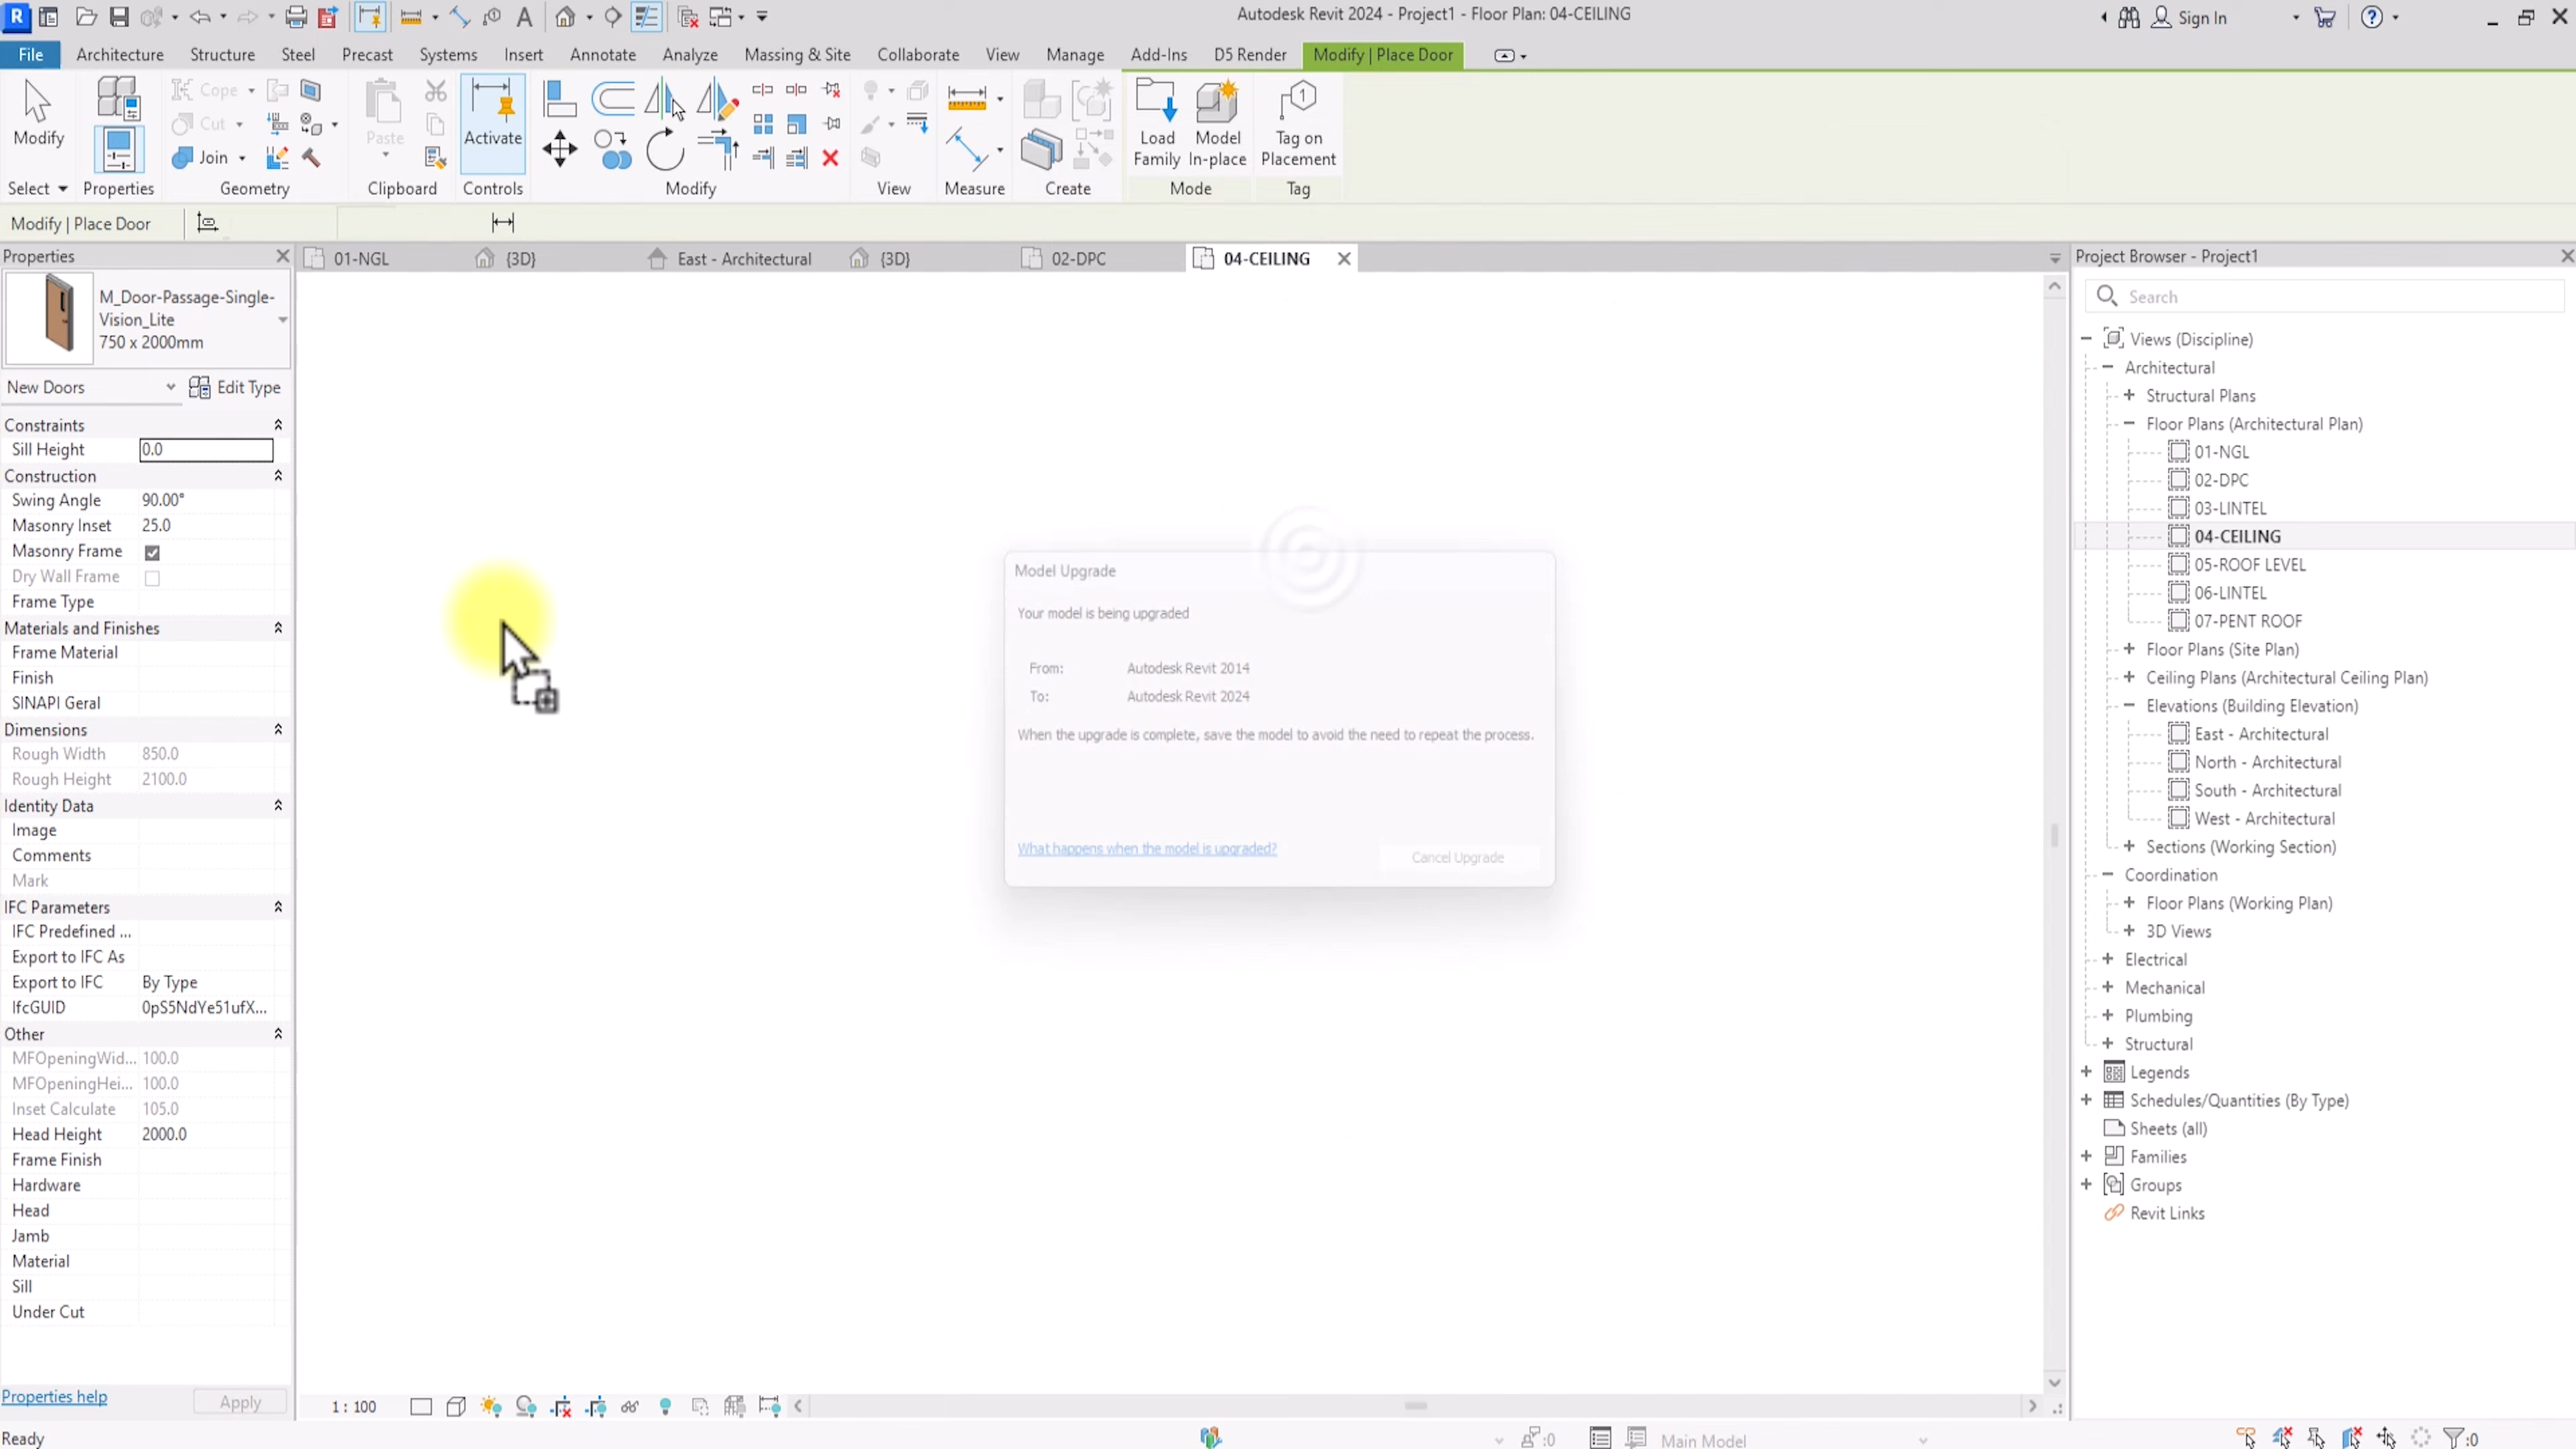 Autodesk Revit 2024 - Project1 - Floor Plan: 04-CEILING
Sign In
File Architecture Structure Steel Precast Systems Insert Annotate Analyze Massing & Site Collaborate View Manage Add-Ins D5 Render Modify | Place Door
Modify
Cope
Cut
Join
Paste
Activate
Load Family
Model In-place
Tag on Placement
Select Properties Geometry Clipboard Controls Modify View Measure Create Mode Tag
Modify | Place Door
Properties
M_Door-Passage-Single-
Vision_Lite
750 x 2000mm
New Doors Edit Type
Constraints
Sill Height 0.0
Construction
Swing Angle 90.00°
Masonry Inset 25.0
Masonry Frame
Dry Wall Frame
Frame Type
Materials and Finishes
Frame Material
Finish
SINAPI Geral
Dimensions
Rough Width 850.0
Rough Height 2100.0
Identity Data
Image
Comments
Mark
IFC Parameters
IFC Predefined ...
Export to IFC As
Export to IFC By Type
IfcGUID 0pS5NdYe51ufX...
Other
MFOpeningWid... 100.0
MFOpeningHei... 100.0
Inset Calculate 105.0
Head Height 2000.0
Frame Finish
Hardware
Head
Jamb
Material
Sill
Under Cut
Properties help Apply
Ready
01-NGL {3D} East - Architectural {3D} 02-DPC 04-CEILING
Model Upgrade
Your model is being upgraded
From: Autodesk Revit 2014
To: Autodesk Revit 2024
When the upgrade is complete, save the model to avoid the need to repeat the process.
What happens when the model is upgraded? Cancel Upgrade
1 : 100
:0 Main Model
Project Browser - Project1
Search
Views (Discipline)
Architectural
Structural Plans
Floor Plans (Architectural Plan)
01-NGL
02-DPC
03-LINTEL
04-CEILING
05-ROOF LEVEL
06-LINTEL
07-PENT ROOF
Floor Plans (Site Plan)
Ceiling Plans (Architectural Ceiling Plan)
Elevations (Building Elevation)
East - Architectural
North - Architectural
South - Architectural
West - Architectural
Sections (Working Section)
Coordination
Floor Plans (Working Plan)
3D Views
Electrical
Mechanical
Plumbing
Structural
Legends
Schedules/Quantities (By Type)
Sheets (all)
Families
Groups
Revit Links
:0